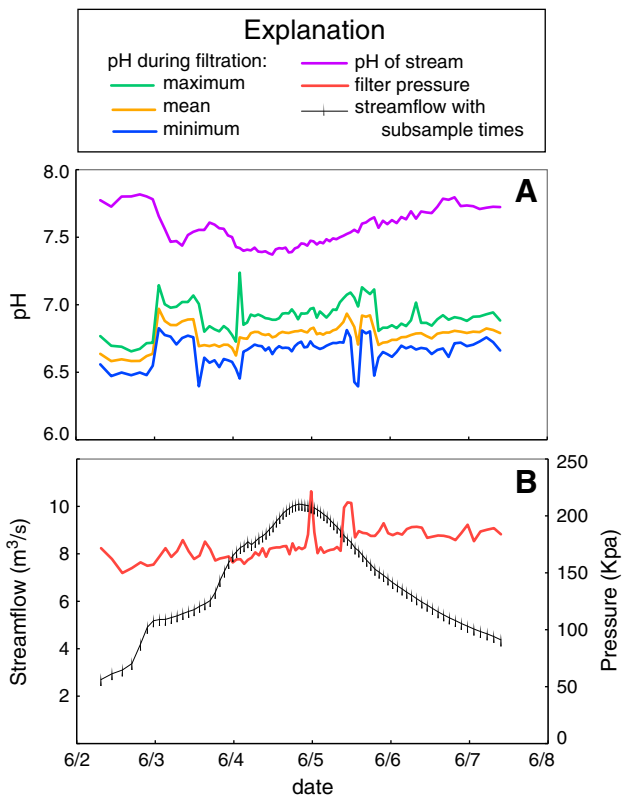 Explanation
pH during filtration:
maximum
mean
minimum
pH of stream
filter pressure
streamflow with
subsample times
A
8.0
7.5
7.0
6.5
6.0
pH
B
10
8
6
4
2
Streamflow (m³/s)
250
200
150
100
50
0
Pressure (Kpa)
6/2 6/3 6/4 6/5 6/6 6/7 6/8
date